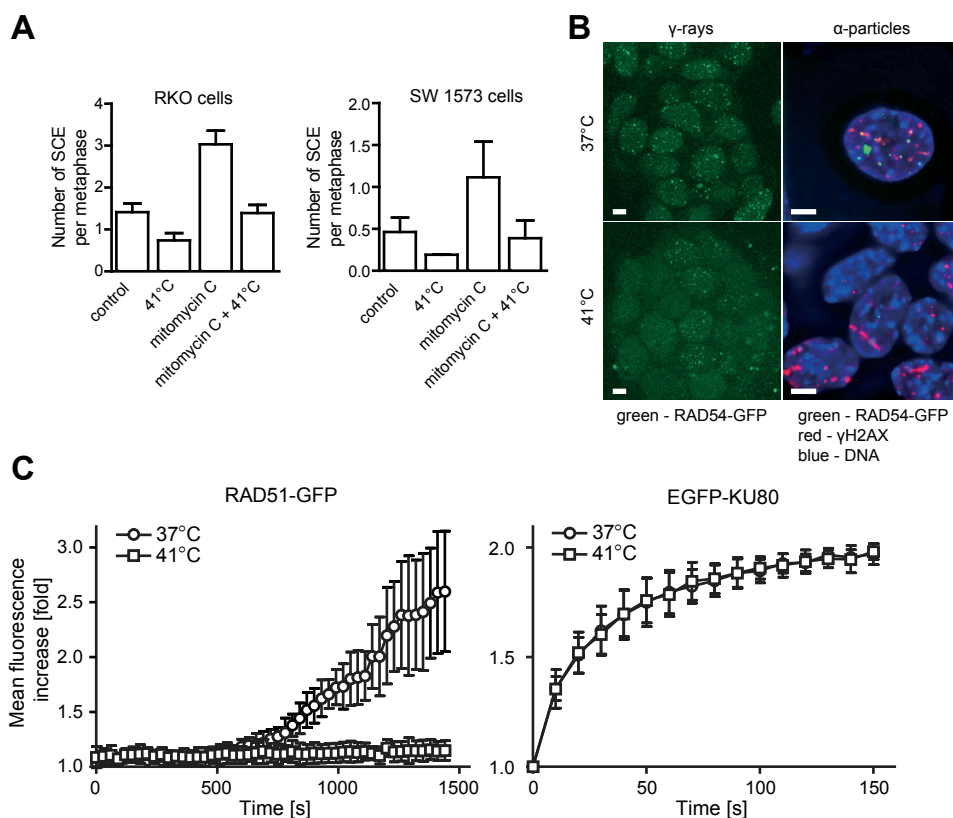 A
RKO cells
Number of SCE
per metaphase
4
3
2
1
0
control
41°C
mitomycin C
mitomycin C + 41°C
SW 1573 cells
Number of SCE
per metaphase
2.0
1.5
1.0
0.5
0.0
control
41°C
mitomycin C
mitomycin C + 41°C
B
γ-rays
α-particles
37°C
41°C
green - RAD54-GFP
green - RAD54-GFP
red - γH2AX
blue - DNA
C
RAD51-GFP
37°C
41°C
Mean fluorescence
increase [fold]
3.0
2.5
2.0
1.5
1.0
0
500
1000
1500
Time [s]
EGFP-KU80
37°C
41°C
2.0
1.5
1.0
0
50
100
150
Time [s]